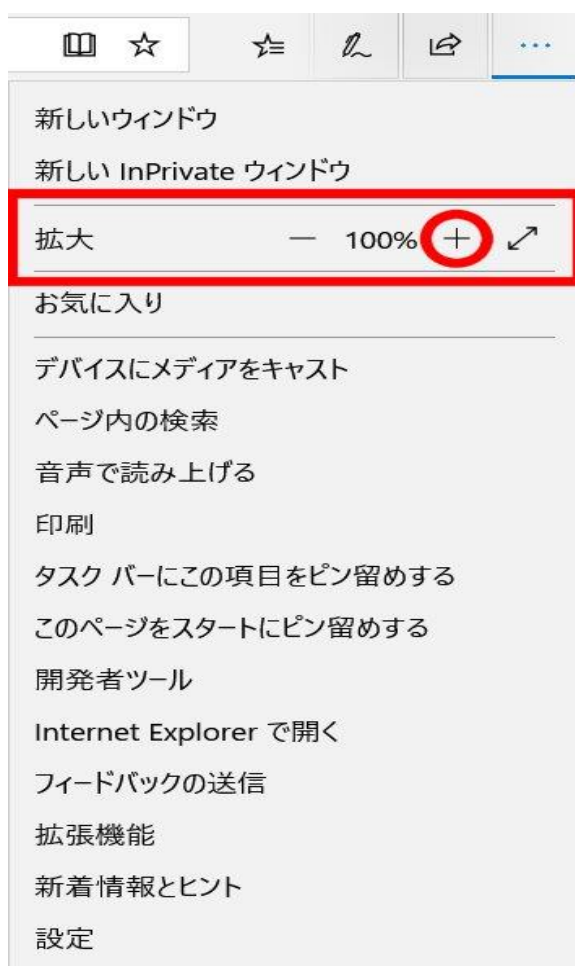 新しいウィンドウ
新しい InPrivate ウィンドウ
拡大 — 100% +
お気に入り
デバイスにメディアをキャスト
ページ内の検索
音声で読み上げる
印刷
タスク バーにこの項目をピン留めする
このページをスタートにピン留めする
開発者ツール
Internet Explorer で開く
フィードバックの送信
拡張機能
新着情報とヒント
設定